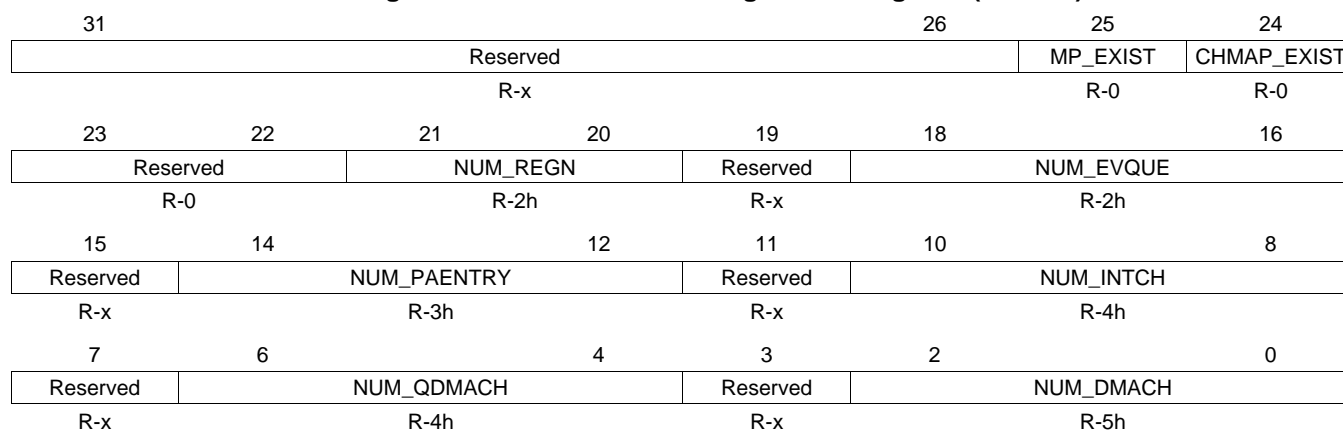 31 26 25 24
Reserved MP_EXIST CHMAP_EXIST
R-x R-0 R-0
23 22 21 20 19 18 16
Reserved NUM_REGN Reserved NUM_EVQUE
R-0 R-2h R-x R-2h
15 14 12 11 10 8
Reserved NUM_PAENTRY Reserved NUM_INTCH
R-x R-3h R-x R-4h
7 6 4 3 2 0
Reserved NUM_QDMACH Reserved NUM_DMACH
R-x R-4h R-x R-5h